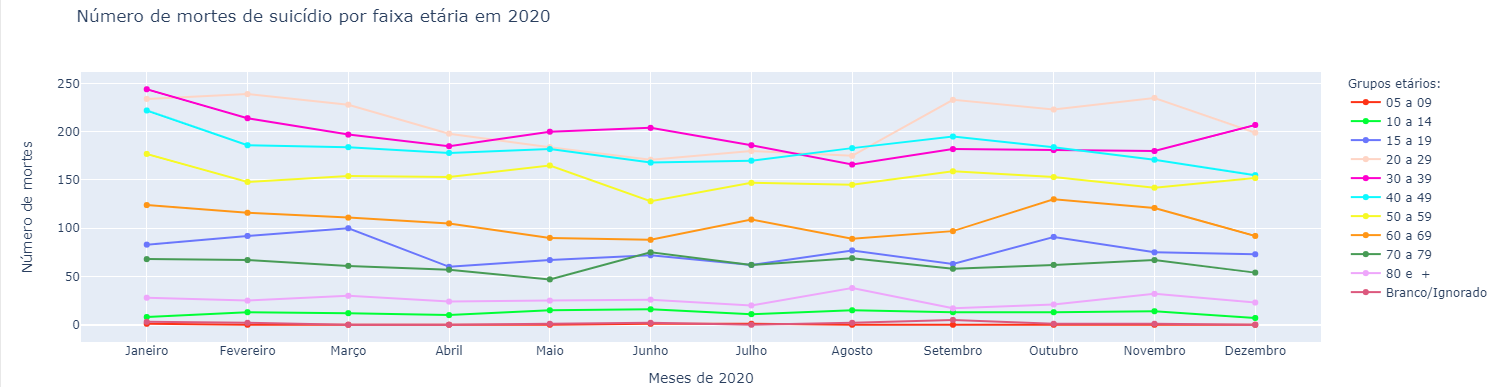 Número de mortes de suicídio por faixa etária em 2020
Número de mortes
250
200
150
100
50
0
Janeiro Fevereiro Março Abril Maio Junho Julho Agosto Setembro Outubro Novembro Dezembro
Meses de 2020
Grupos etários:
05 a 09
10 a 14
15 a 19
20 a 29
30 a 39
40 a 49
50 a 59
60 a 69
70 a 79
80 e +
Branco/Ignorado